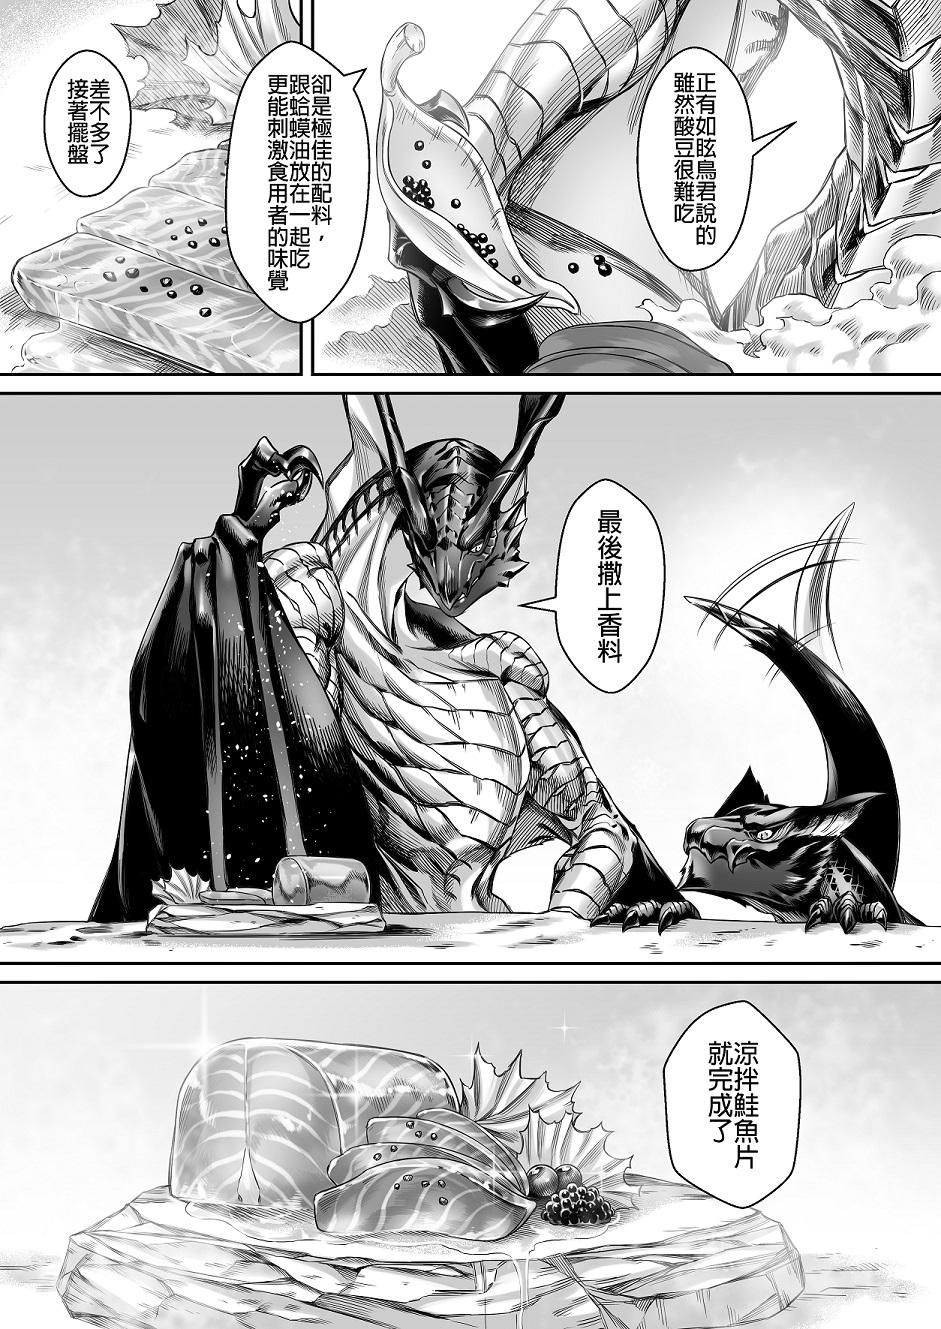 正有如眩鳥君說的
雖然酸豆很難吃
卻是極佳的配料，
跟蛤蟆油放在一起吃
更能刺激食用者的味覺
差不多了
接著擺盤
最後撒上香料
涼拌鮭魚片
就完成了